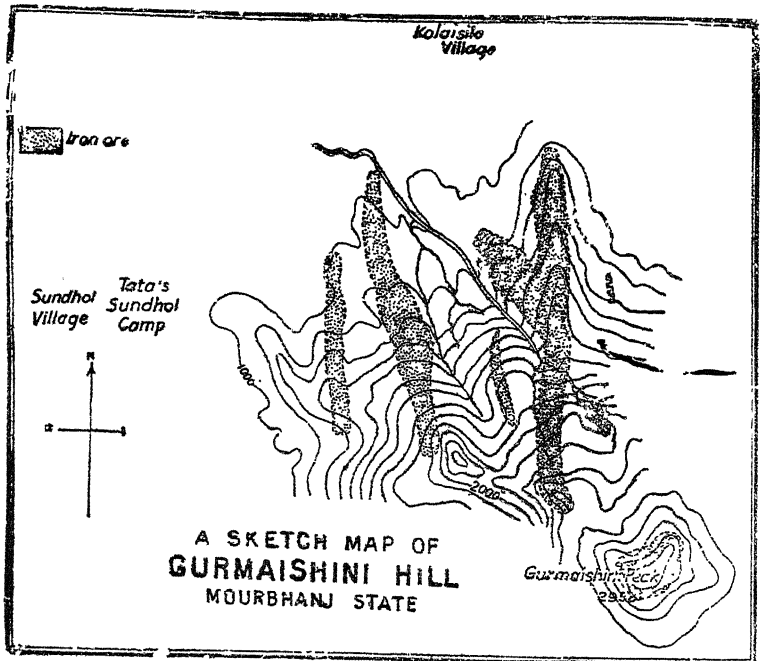 Kolaisila
Village
Iron ore
Sundhol
Village
Tata's
Sundhol
Camp
N
1000
2000
A SKETCH MAP OF
GURMAISHINI HILL
MOURBHANJ STATE
Gurmaishini Peck